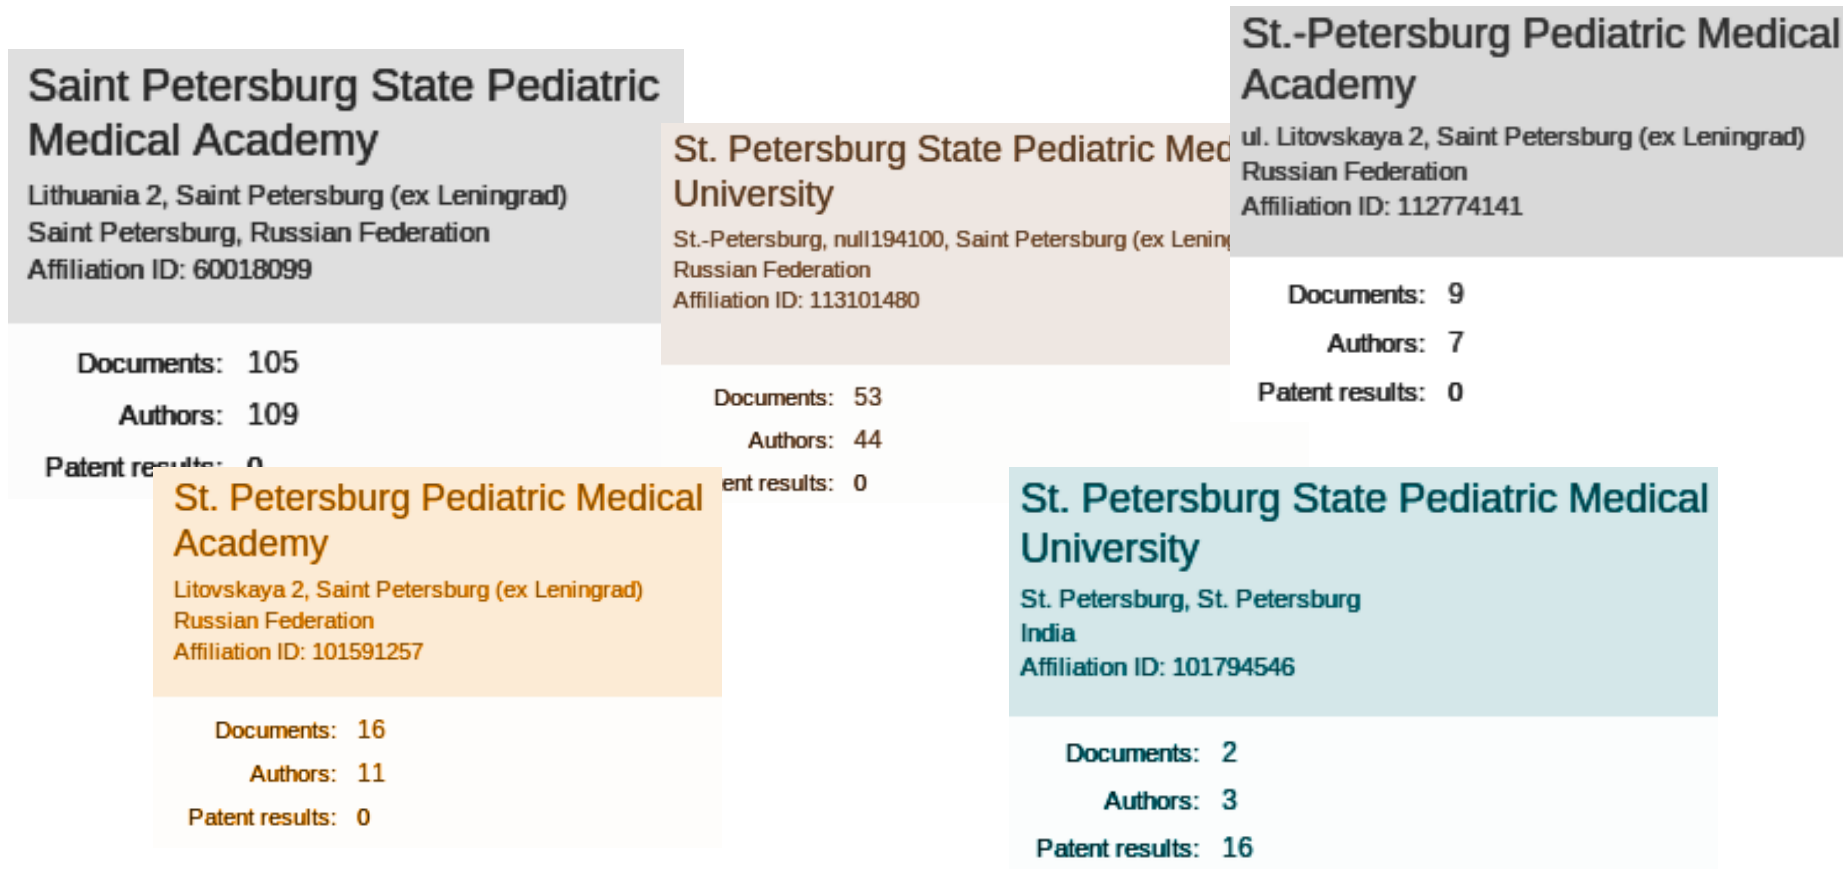 Saint Petersburg State Pediatric
Medical Academy
Lithuania 2, Saint Petersburg (ex Leningrad)
Saint Petersburg, Russian Federation
Affiliation ID: 60018099
Documents: 105
Authors: 109
Patent results: 0
St. Petersburg State Pediatric
University
St.-Petersburg, null194100, Saint Petersburg (ex
Russian Federation
Affiliation ID: 113101480
Documents: 53
Authors: 44
results: 0
St.-Petersburg Pediatric Medical
Academy
ul. Litovskaya 2, Saint Petersburg (ex Leningrad)
Russian Federation
Affiliation ID: 112774141
Documents: 9
Authors: 7
Patent results: 0
St. Petersburg Pediatric Medical
Academy
Litovskaya 2, Saint Petersburg (ex Leningrad)
Russian Federation
Affiliation ID: 101591257
Documents: 16
Authors: 11
Patent results: 0
St. Petersburg State Pediatric Medical
University
St. Petersburg, St. Petersburg
India
Affiliation ID: 101794546
Documents: 2
Authors: 3
Patent results: 16